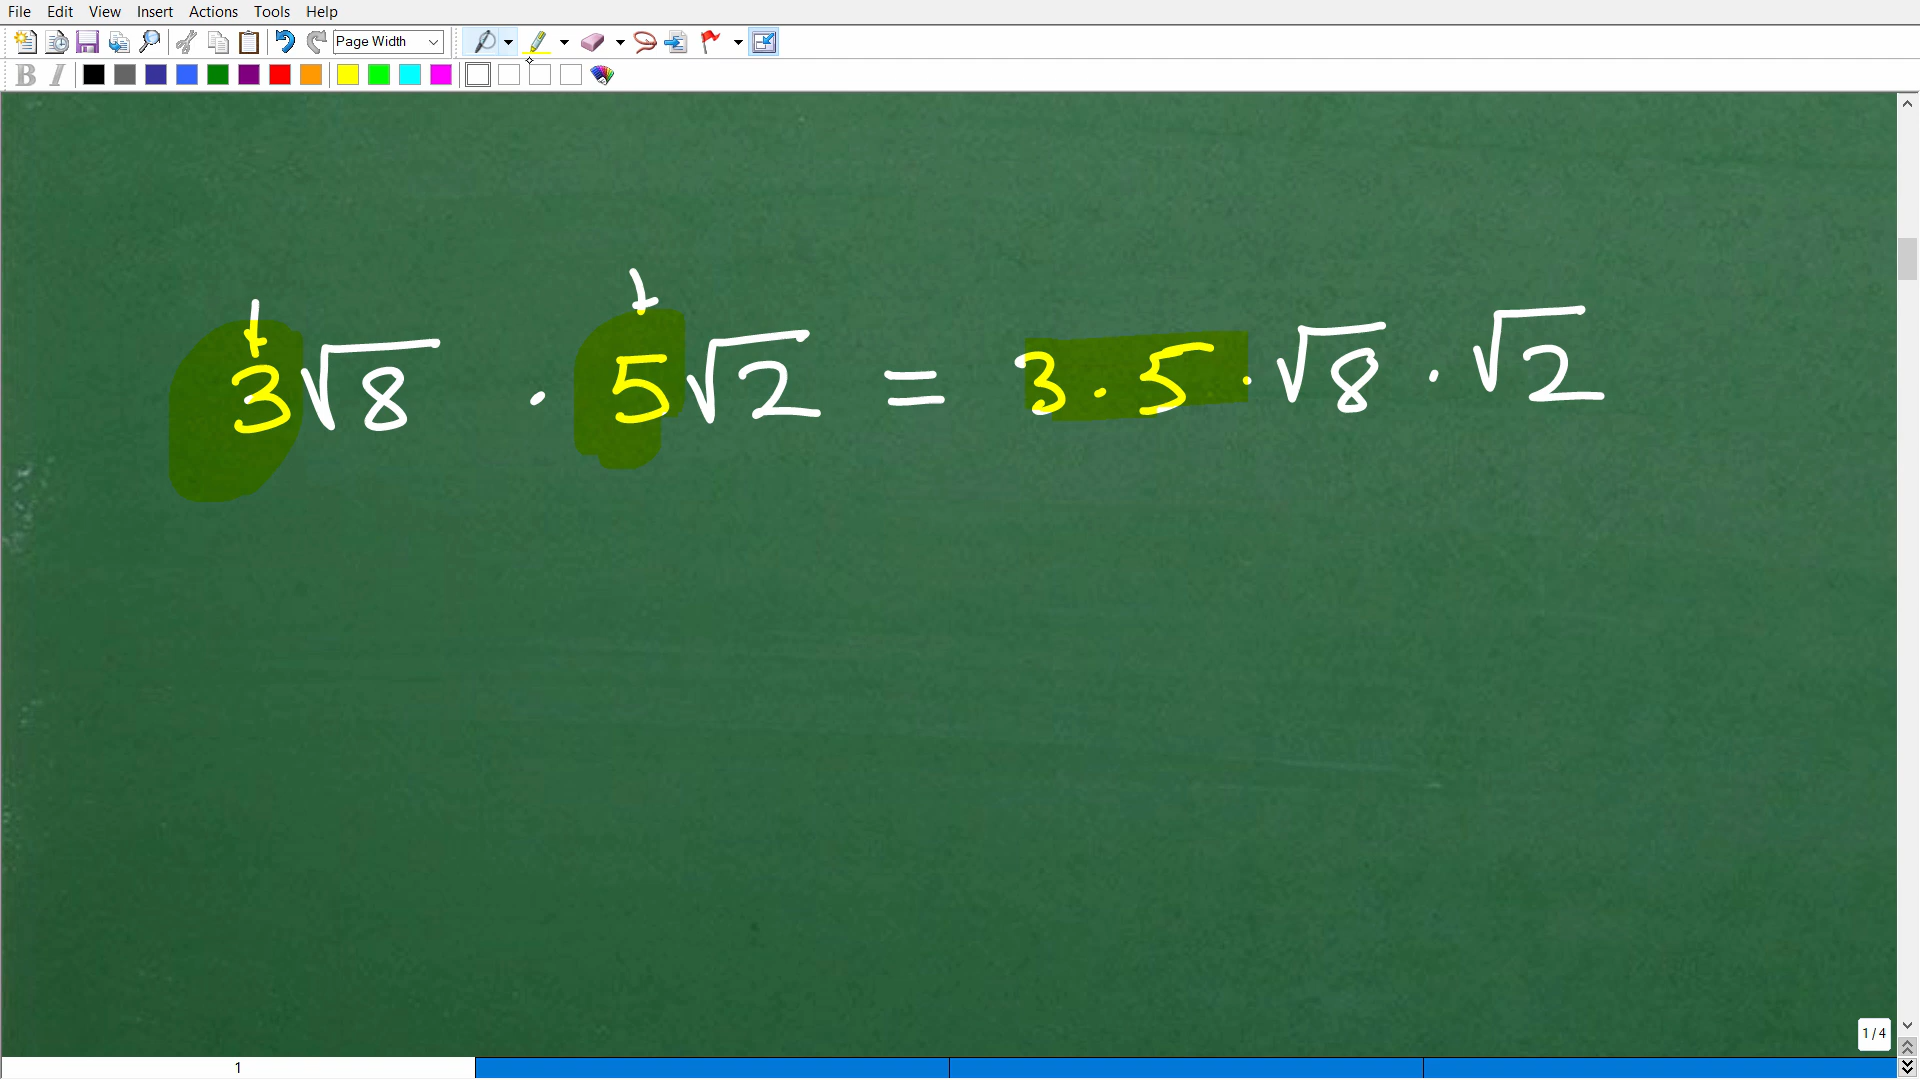 File Edit View Insert Actions Tools Help
Page Width
B I
3√8 · 5√2 = 3 · 5 · √8 · √2
1 / 4
1